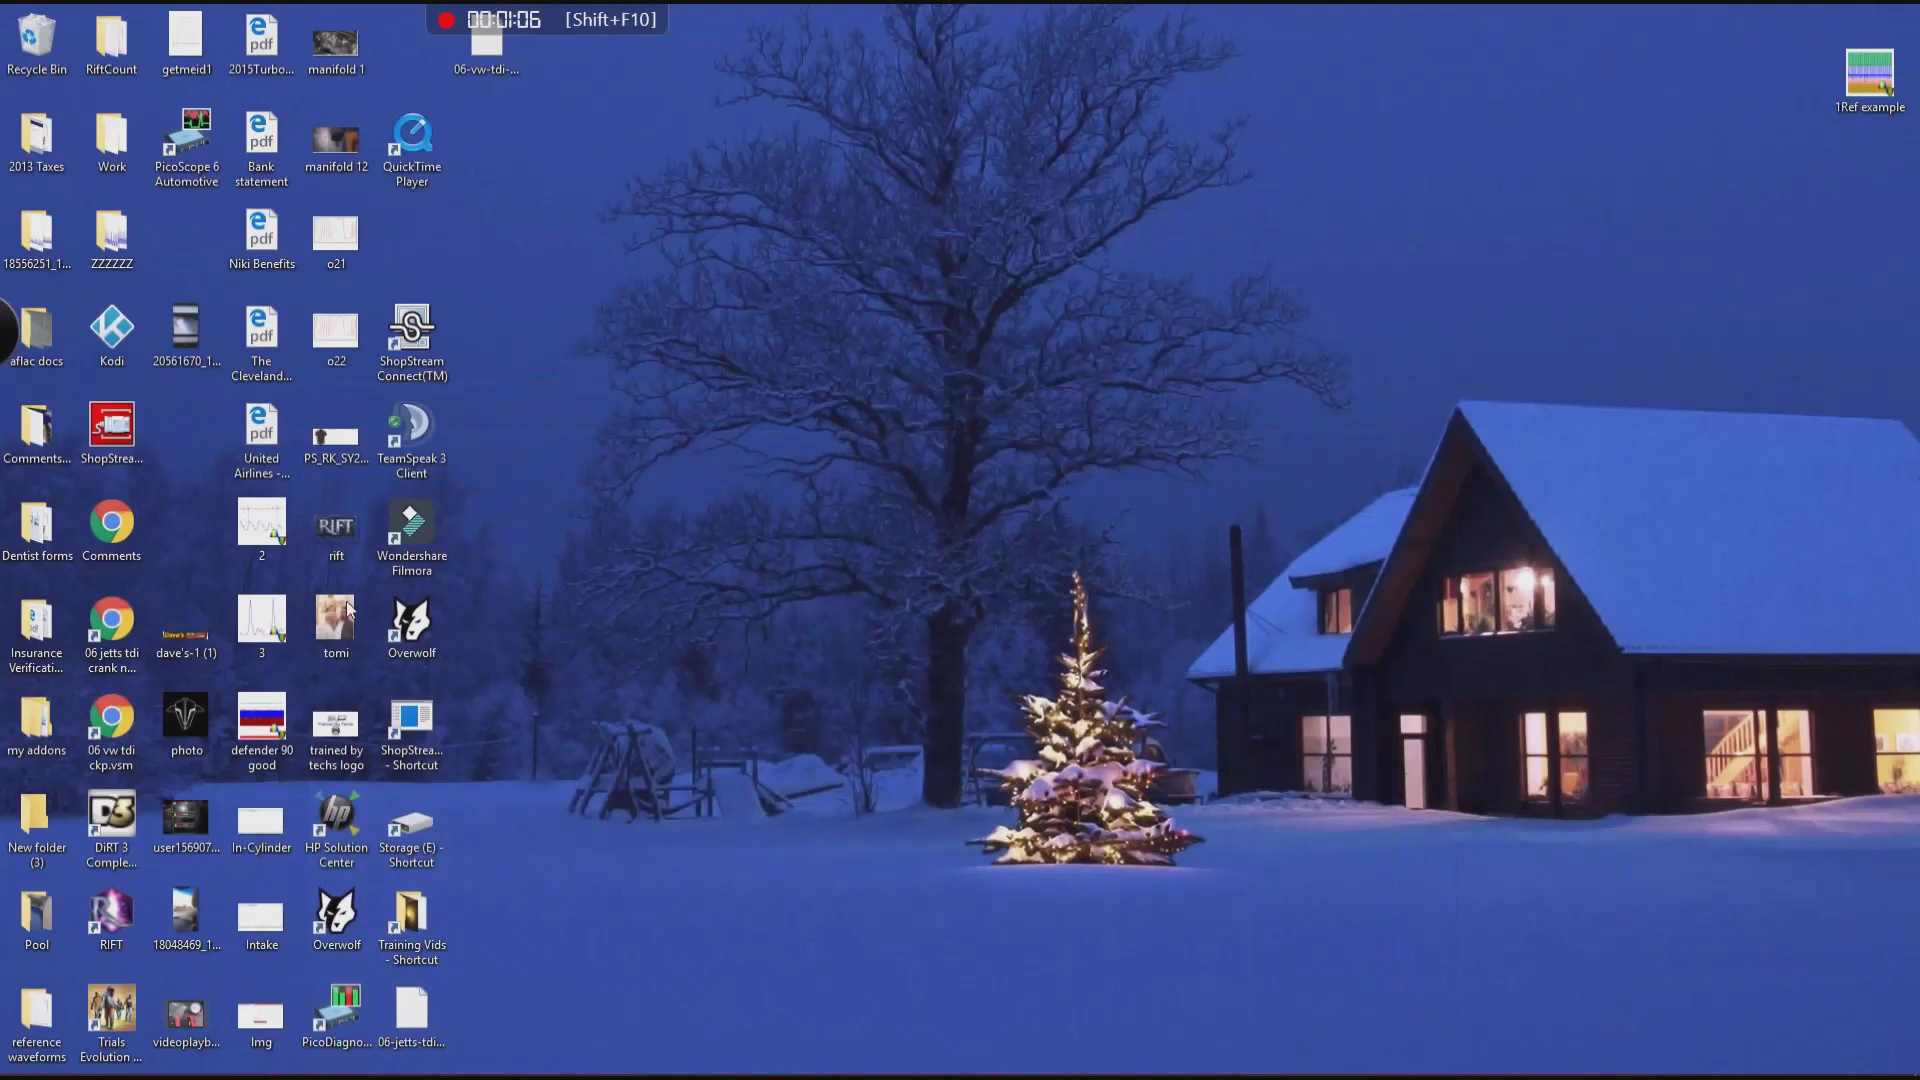 00:01:06 [Shift+F10]
Recycle Bin
RiftCount
getmeid1
2015Turbo...
manifold 1
06-vw-tdi-...
1Ref example
2013 Taxes
Work
PicoScope 6
Automotive
Bank
statement
manifold 12
QuickTime
Player
18556251_1...
ZZZZZZ
Niki Benefits
o21
aflac docs
Kodi
20561670_1...
The
Cleveland...
o22
ShopStream
Connect(TM)
Comments...
ShopStrea...
United
Airlines -...
PS_RK_SY2...
TeamSpeak 3
Client
Dentist forms
Comments
2
RIFT
rift
Wondershare
Filmora
Insurance
Verificati...
06 jetts tdi
crank n...
dave's-1 (1)
3
tomi
Overwolf
my addons
06 vw tdi
ckp.vsm
photo
defender 90
good
trained by
techs logo
ShopStrea...
- Shortcut
New folder
(3)
D3
DiRT 3
Comple...
user156907...
In-Cylinder
hp
HP Solution
Center
Storage (E) -
Shortcut
Pool
RIFT
18048469_1...
Intake
Overwolf
Training Vids
- Shortcut
reference
waveforms
Trials
Evolution ...
videoplayb...
Img
PicoDiagno...
06-jetts-tdi...